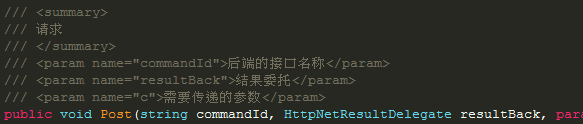 /// <summary>
/// 请求
/// </summary>
/// <param name="commandId">后端的接口名称</param>
/// <param name="resultBack">结果委托</param>
/// <param name="c">需要传递的参数</param>
public void Post(string commandId, HttpNetResultDelegate resultBack, par